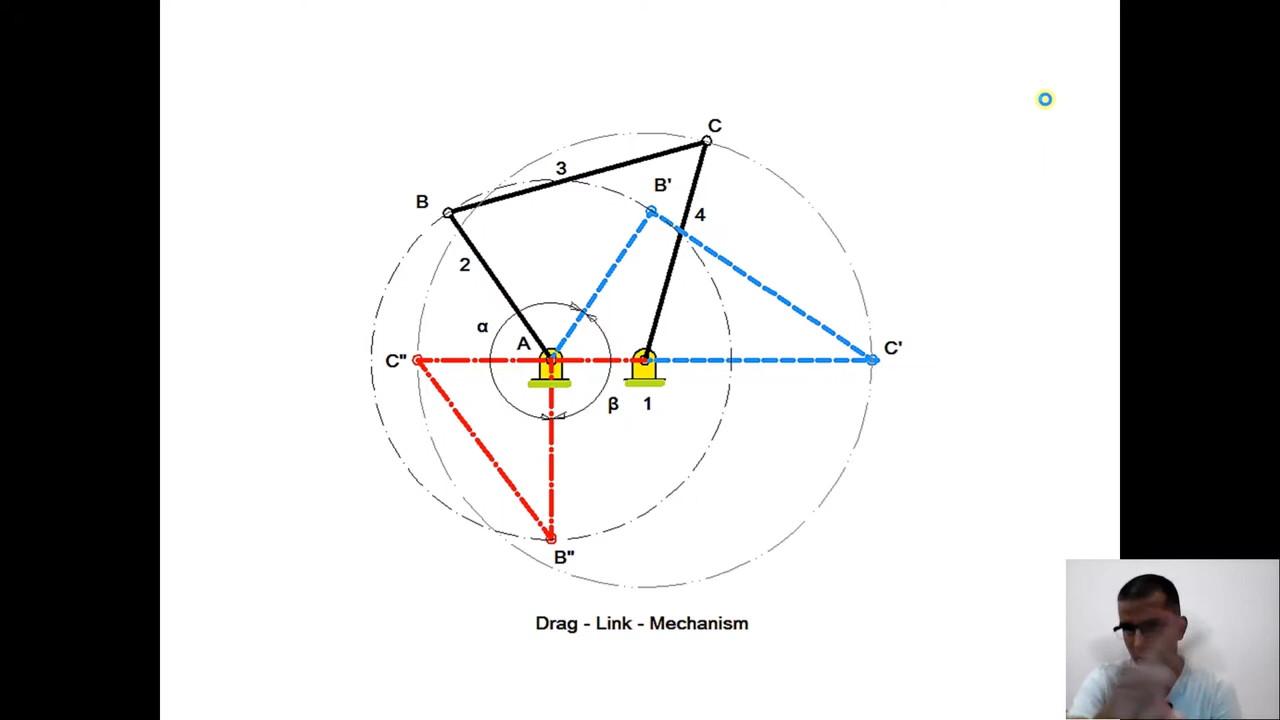 C
3
B'
B
4
2
α
A
C'
C"
β
1
B"
Drag - Link - Mechanism